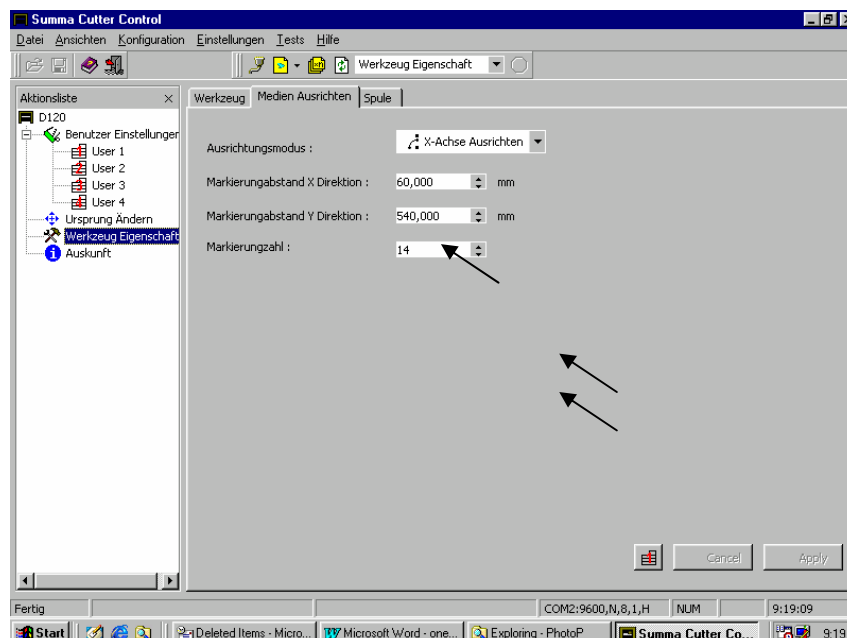 Summa Cutter Control
Datei Ansichten Konfiguration Einstellungen Tests Hilfe
Werkzeug Eigenschaft
Aktionsliste
Werkzeug Medien Ausrichten Spule
D120
Benutzer Einstellunger
User 1
User 2
User 3
User 4
Ursprung Ändern
Werkzeug Eigenschaft
Auskunft
Ausrichtungsmodus : X-Achse Ausrichten
Markierungabstand X Direktion : 60,000 mm
Markierungabstand Y Direktion : 540,000 mm
Markierungzahl : 14
Cancel Apply
Fertig COM2:9600,N,8,1,H NUM 9:19:09
Start Deleted Items - Micro... Microsoft Word - one... Exploring - PhotoP Summa Cutter Co... 9:19